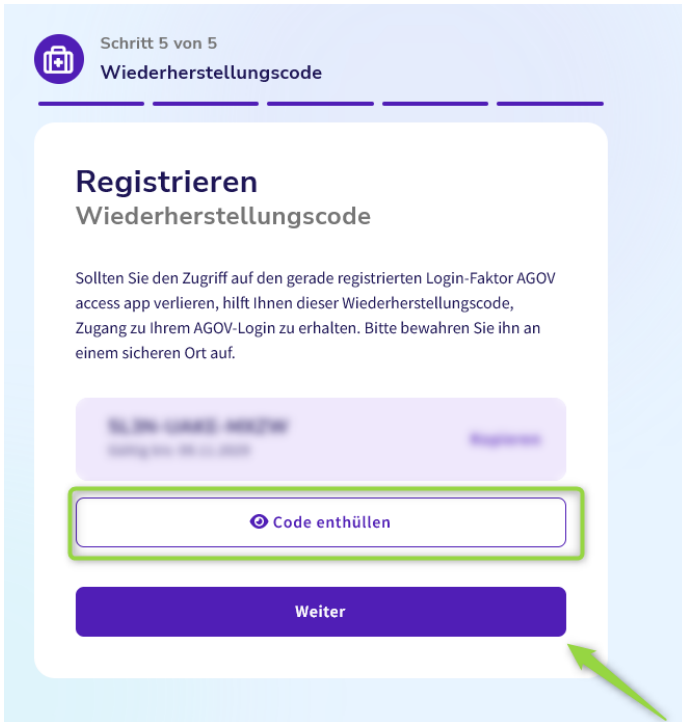 Schritt 5 von 5
Wiederherstellungscode
Registrieren
Wiederherstellungscode
Sollten Sie den Zugriff auf den gerade registrierten Login-Faktor AGOV
access app verlieren, hilft Ihnen dieser Wiederherstellungscode,
Zugang zu Ihrem AGOV-Login zu erhalten. Bitte bewahren Sie ihn an
einem sicheren Ort auf.
Kopieren
Code enthüllen
Weiter